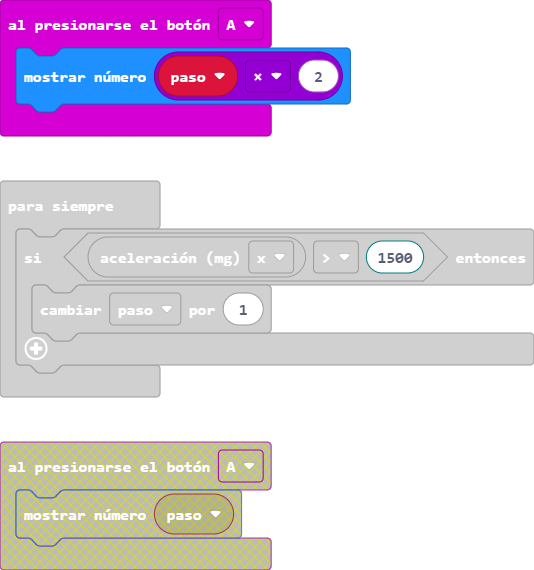 al presionarse el botón A
mostrar número paso × 2
para siempre
si aceleración (mg) x > 1500 entonces
cambiar paso por 1
al presionarse el botón A
mostrar número paso